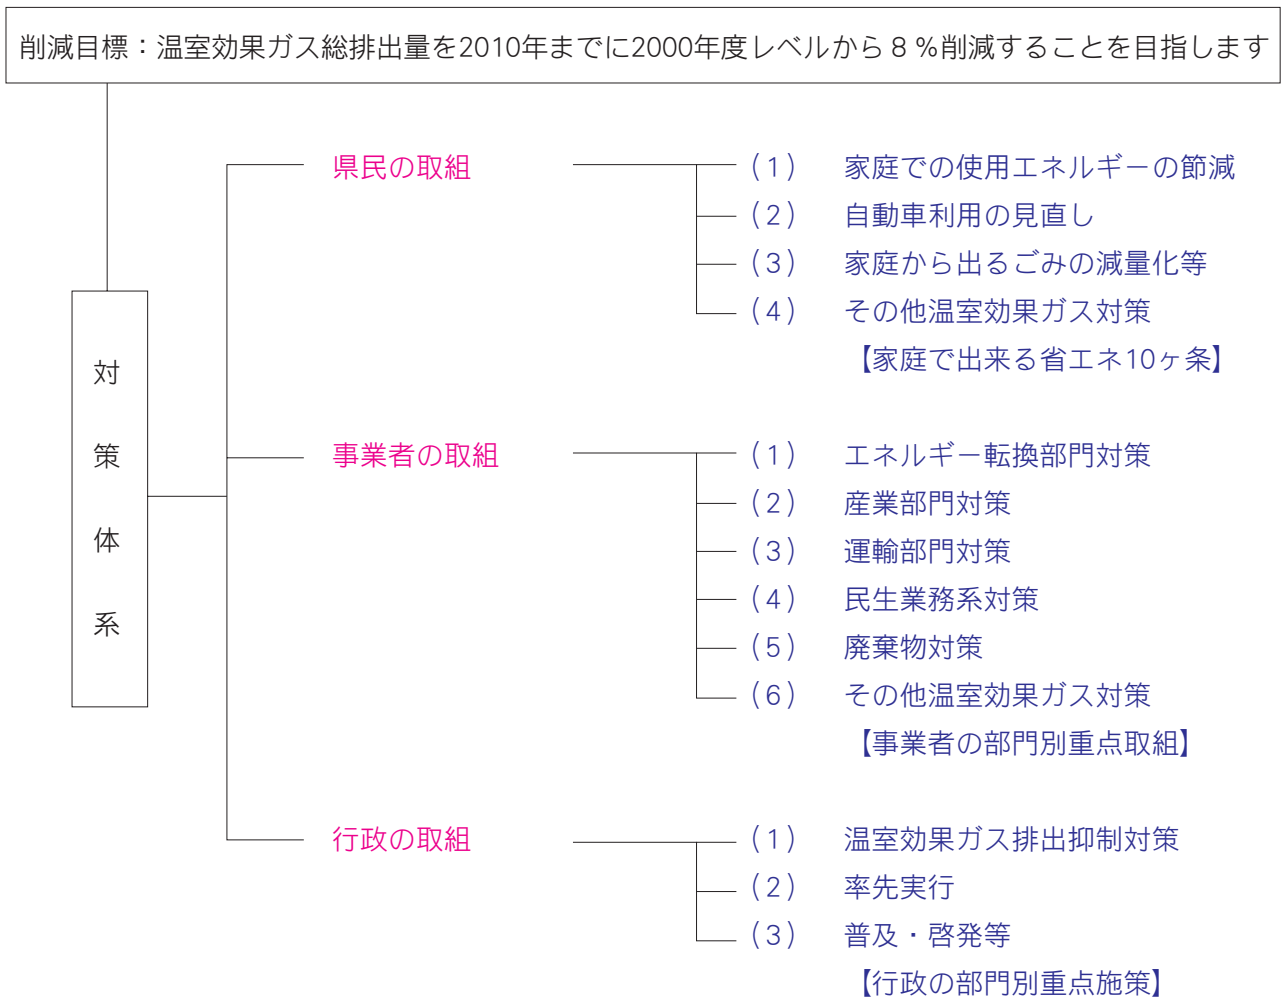 削減目標：温室効果ガス総排出量を2010年までに2000年度レベルから８％削減することを目指します
対策体系
県民の取組
（1） 家庭での使用エネルギーの節減
（2） 自動車利用の見直し
（3） 家庭から出るごみの減量化等
（4） その他温室効果ガス対策
【家庭で出来る省エネ10ヶ条】
事業者の取組
（1） エネルギー転換部門対策
（2） 産業部門対策
（3） 運輸部門対策
（4） 民生業務系対策
（5） 廃棄物対策
（6） その他温室効果ガス対策
【事業者の部門別重点取組】
行政の取組
（1） 温室効果ガス排出抑制対策
（2） 率先実行
（3） 普及・啓発等
【行政の部門別重点施策】